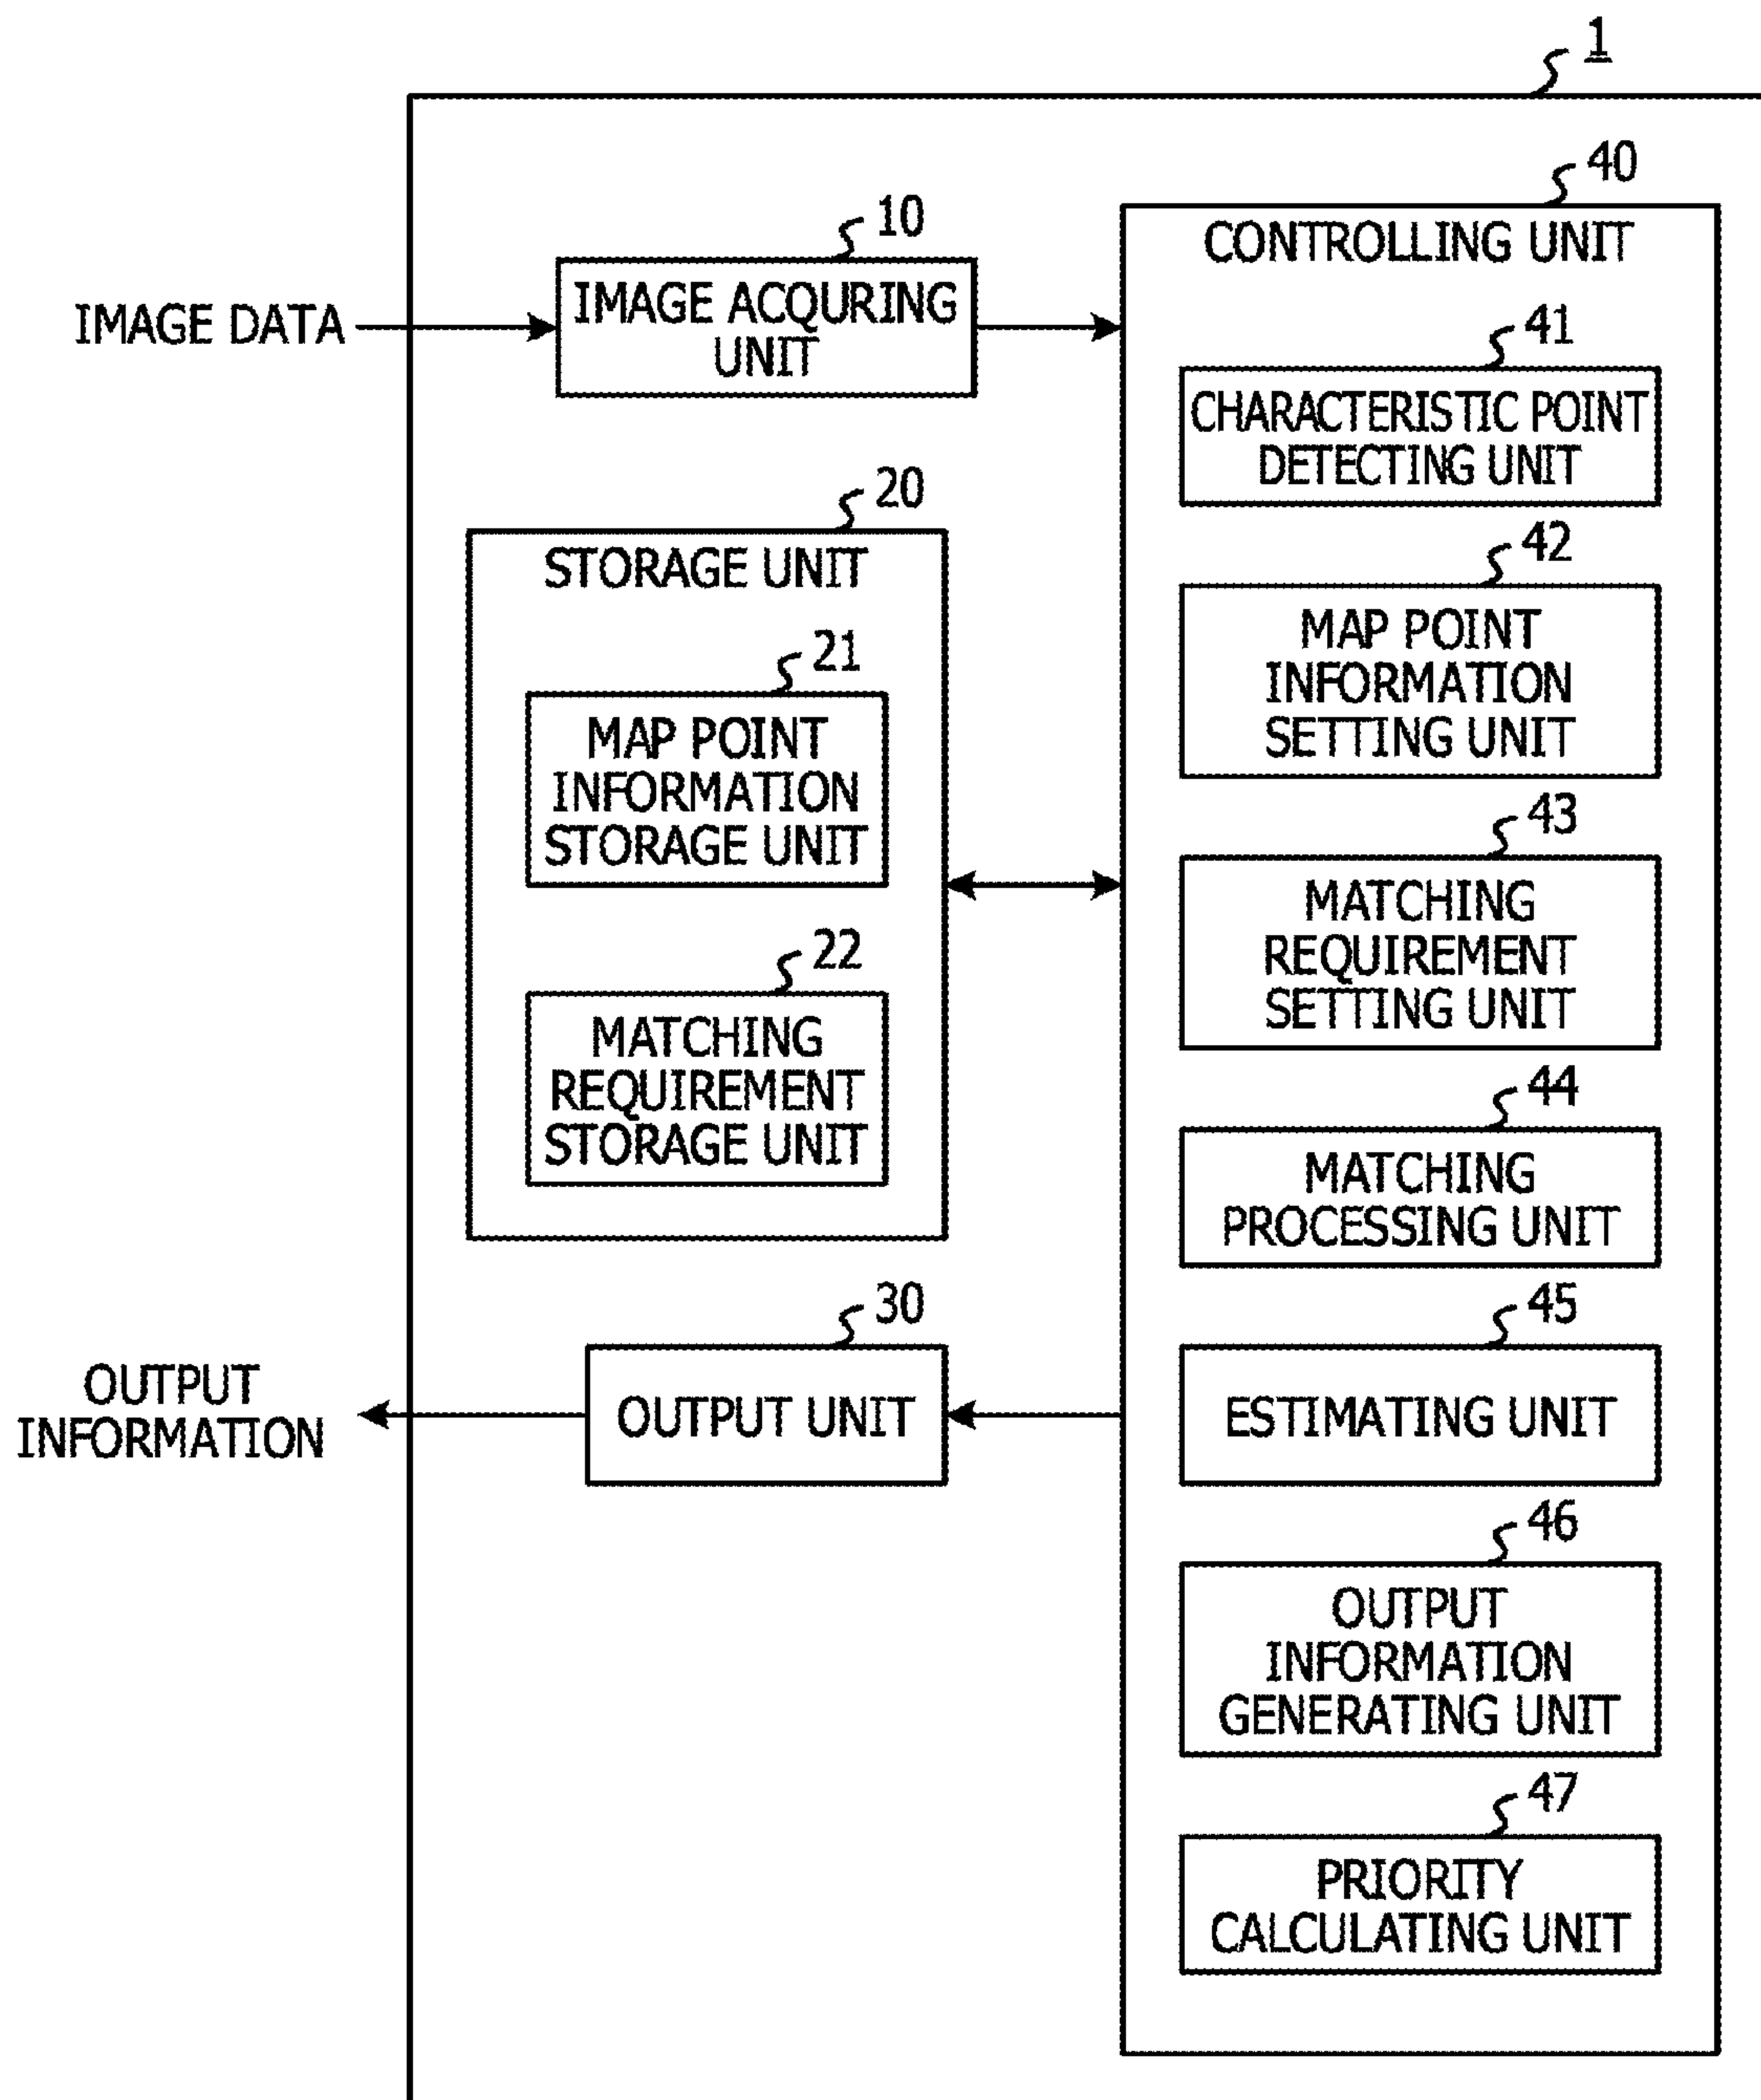 1
40
CONTROLLING UNIT
10
IMAGE ACQURING
UNIT
IMAGE DATA
41
CHARACTERISTIC POINT
DETECTING UNIT
20
STORAGE UNIT
42
MAP POINT
INFORMATION
SETTING UNIT
21
MAP POINT
INFORMATION
STORAGE UNIT
43
MATCHING
REQUIREMENT
SETTING UNIT
22
MATCHING
REQUIREMENT
STORAGE UNIT
44
MATCHING
PROCESSING UNIT
30
OUTPUT UNIT
OUTPUT
INFORMATION
45
ESTIMATING UNIT
46
OUTPUT
INFORMATION
GENERATING UNIT
47
PRIORITY
CALCULATING UNIT